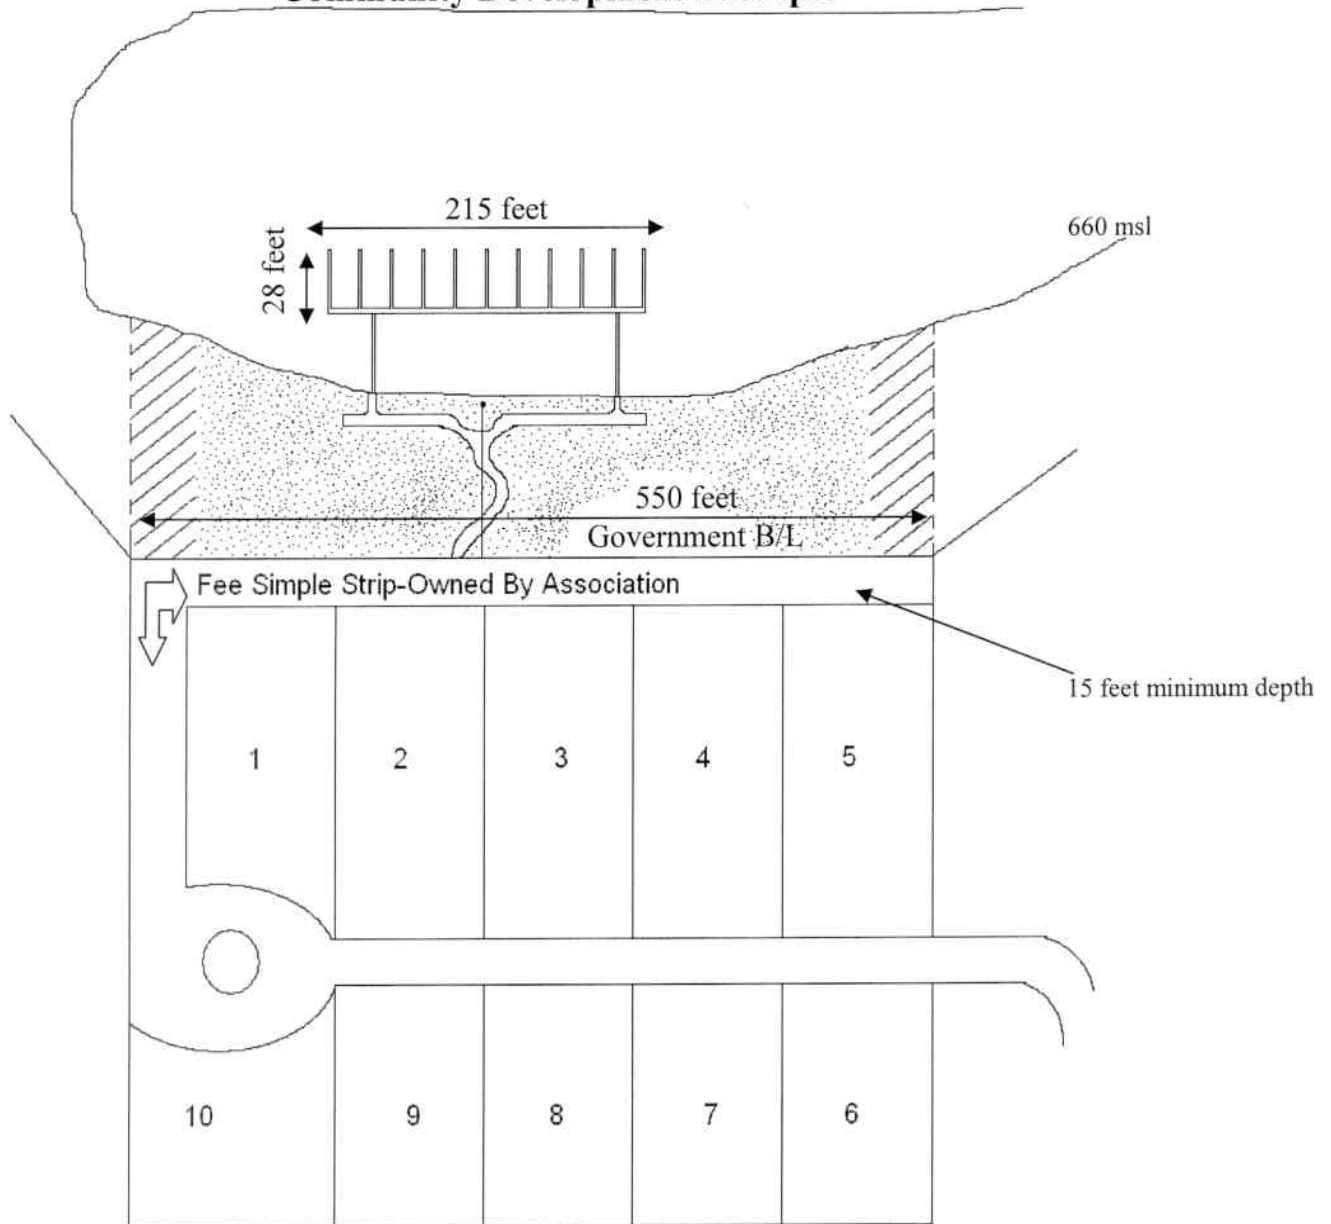 215 feet
660 msl
28 feet
550 feet
Government B/L
Fee Simple Strip-Owned By Association
15 feet minimum depth
1 2 3 4 5
10 9 8 7 6